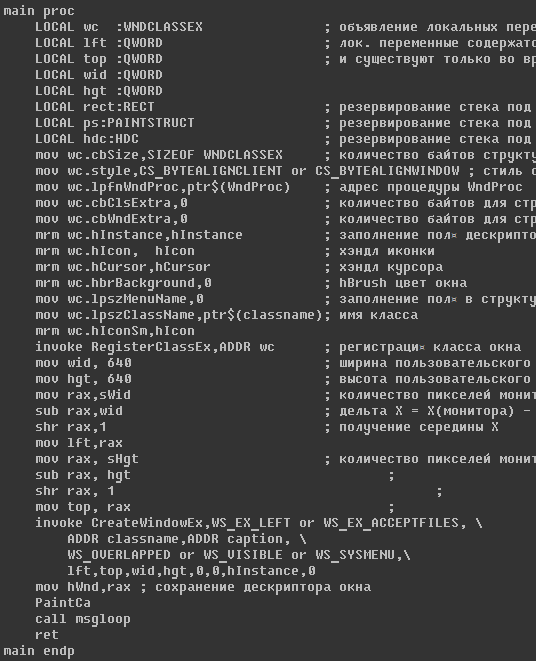 main proc
LOCAL wc :WNDCLASSEX ; объявление локальных пере
LOCAL lft :QWORD ; лок. переменные содержатс
LOCAL top :QWORD ; и существуют только во вр
LOCAL wid :QWORD
LOCAL hgt :QWORD
LOCAL rect:RECT ; резервирование стека под
LOCAL ps:PAINTSTRUCT ; резервирование стека под
LOCAL hdc:HDC ; резервирование стека под
mov wc.cbSize,SIZEOF WNDCLASSEX ; количество байтов структу
mov wc.style,CS_BYTEALIGNCLIENT or CS_BYTEALIGNWINDOW ; стиль о
mov wc.lpfnWndProc,ptr$(WndProc) ; адрес процедуры WndProc
mov wc.cbClsExtra,0 ; количество байтов для стр
mov wc.cbWndExtra,0 ; количество байтов для стр
mrm wc.hInstance,hInstance ; заполнение пол¤ дескрипто
mrm wc.hIcon, hIcon ; хэндл иконки
mrm wc.hCursor,hCursor ; хэндл курсора
mrm wc.hbrBackground,0 ; hBrush цвет окна
mov wc.lpszMenuName,0 ; заполнение пол¤ в структу
mov wc.lpszClassName,ptr$(classname); имя класса
mrm wc.hIconSm,hIcon
invoke RegisterClassEx,ADDR wc ; регистраци¤ класса окна
mov wid, 640 ; ширина пользовательского
mov hgt, 640 ; высота пользовательского
mov rax,sWid ; количество пикселей монит
sub rax,wid ; дельта X = X(монитора) -
shr rax,1 ; получение середины X
mov lft,rax
mov rax, sHgt ; количество пикселей монит
sub rax, hgt ;
shr rax, 1 ;
mov top, rax ;
invoke CreateWindowEx,WS_EX_LEFT or WS_EX_ACCEPTFILES, \
ADDR classname,ADDR caption, \
WS_OVERLAPPED or WS_VISIBLE or WS_SYSMENU,\
lft,top,wid,hgt,0,0,hInstance,0
mov hWnd,rax ; сохранение дескриптора окна
PaintCa
call msgloop
ret
main endp